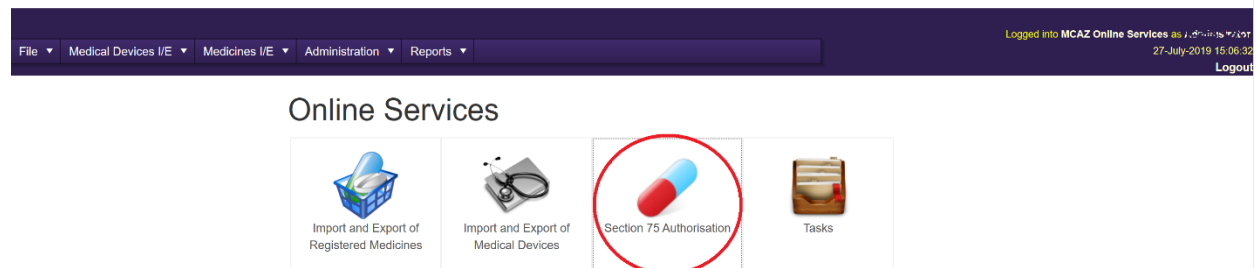 Logged into MCAZ Online Services as
File Medical Devices I/E Medicines I/E Administration Reports
27-July-2019 15:06:32
Logout
Online Services
Import and Export of
Registered Medicines
Import and Export of
Medical Devices
Section 75 Authorisation
Tasks